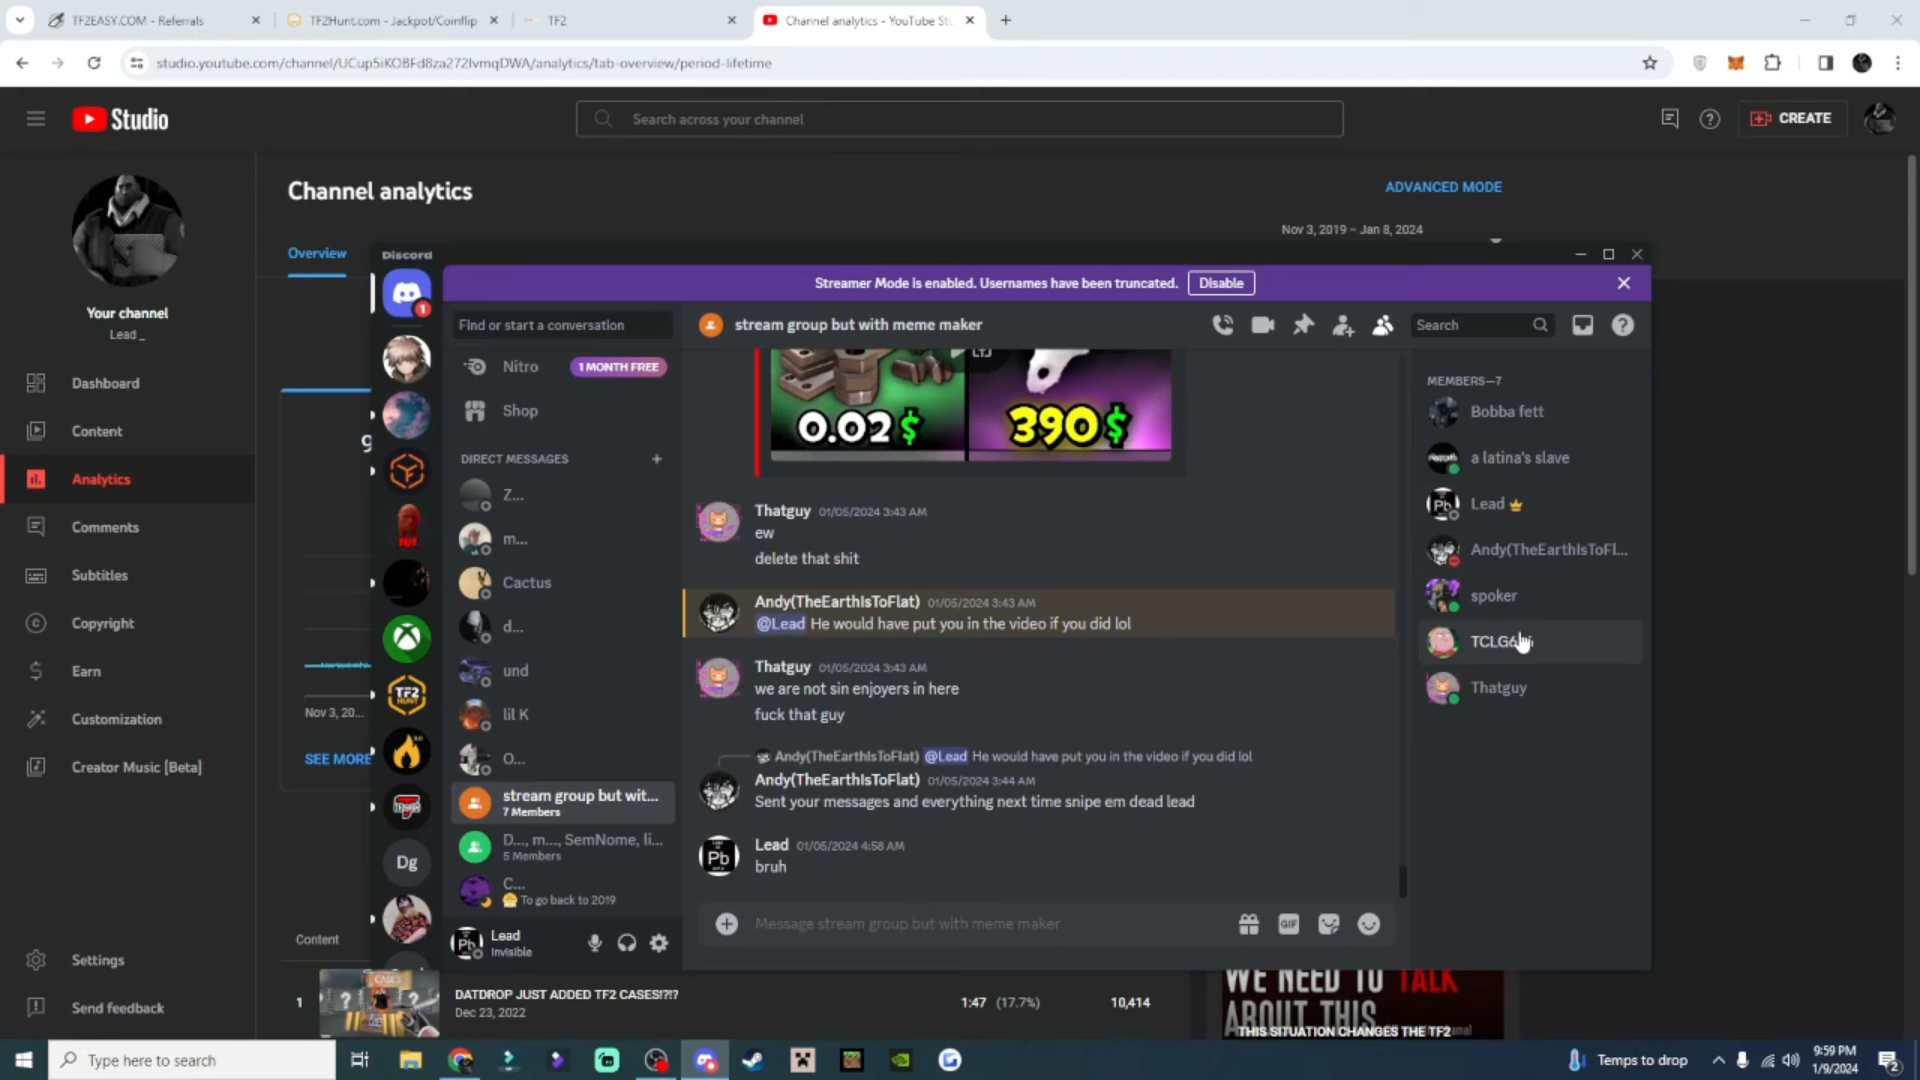 TF2EASY.COM - Referrals
TF2Hunt.com - Jackpot/Coinflip
TF2
Channel analytics - YouTube St
studio.youtube.com/channel/UCup5iKOBFd8za272IvmqDWA/analytics/tab-overview/period-lifetime
Studio
Search across your channel
CREATE
Channel analytics
ADVANCED MODE
Nov 3, 2019 – Jan 8, 2024
Overview
Your channel
Lead _
Dashboard
Content
Analytics
Comments
Subtitles
Copyright
Earn
Customization
Creator Music [Beta]
Settings
Send feedback
Nov 3, 20...
SEE MORE
Content
Discord
Streamer Mode is enabled. Usernames have been truncated.
Disable
Find or start a conversation
stream group but with meme maker
Search
1
Nitro
1 MONTH FREE
Shop
DIRECT MESSAGES
Z...
m...
Cactus
d...
und
lil K
O...
stream group but wit...
7 Members
D..., m..., SemNome, li...
5 Members
C...
To go back to 2019
TF2
HUNT
Dg
Pb
Lead
Invisible
0.02$
390$
Thatguy 01/05/2024 3:43 AM
ew
delete that shit
Andy(TheEarthIsToFlat) 01/05/2024 3:43 AM
@Lead He would have put you in the video if you did lol
Thatguy 01/05/2024 3:43 AM
we are not sin enjoyers in here
fuck that guy
Andy(TheEarthIsToFlat) @Lead He would have put you in the video if you did lol
Andy(TheEarthIsToFlat) 01/05/2024 3:44 AM
Sent your messages and everything next time snipe em dead lead
Pb
Lead 01/05/2024 4:58 AM
bruh
Message stream group but with meme maker
GIF
MEMBERS—7
Bobba fett
a latina's slave
Pb
Lead
Andy(TheEarthIsToFl...
spoker
Thatguy
1
CASES
DATDROP JUST ADDED TF2 CASES!?!?
Dec 23, 2022
1:47 (17.7%)
10,414
WE NEED TO TALK
ABOUT THIS
THIS SITUATION CHANGES THE TF2
Type here to search
Temps to drop
9:59 PM
1/9/2024
2